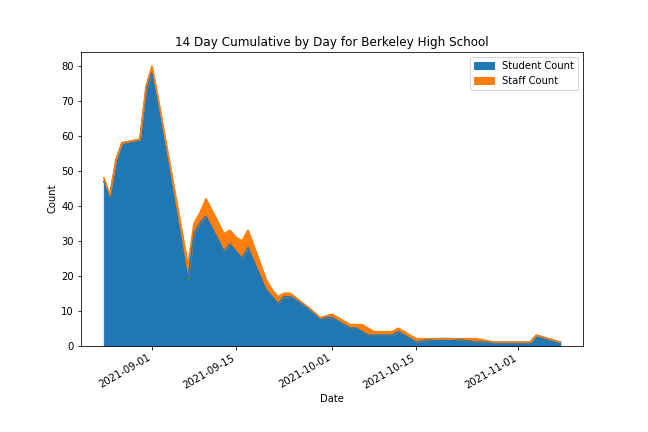 14 Day Cumulative by Day for Berkeley High School
Student Count
Staff Count
80
70
60
50
40
30
20
10
0
Count
2021-09-01
2021-09-15
2021-10-01
2021-10-15
2021-11-01
Date